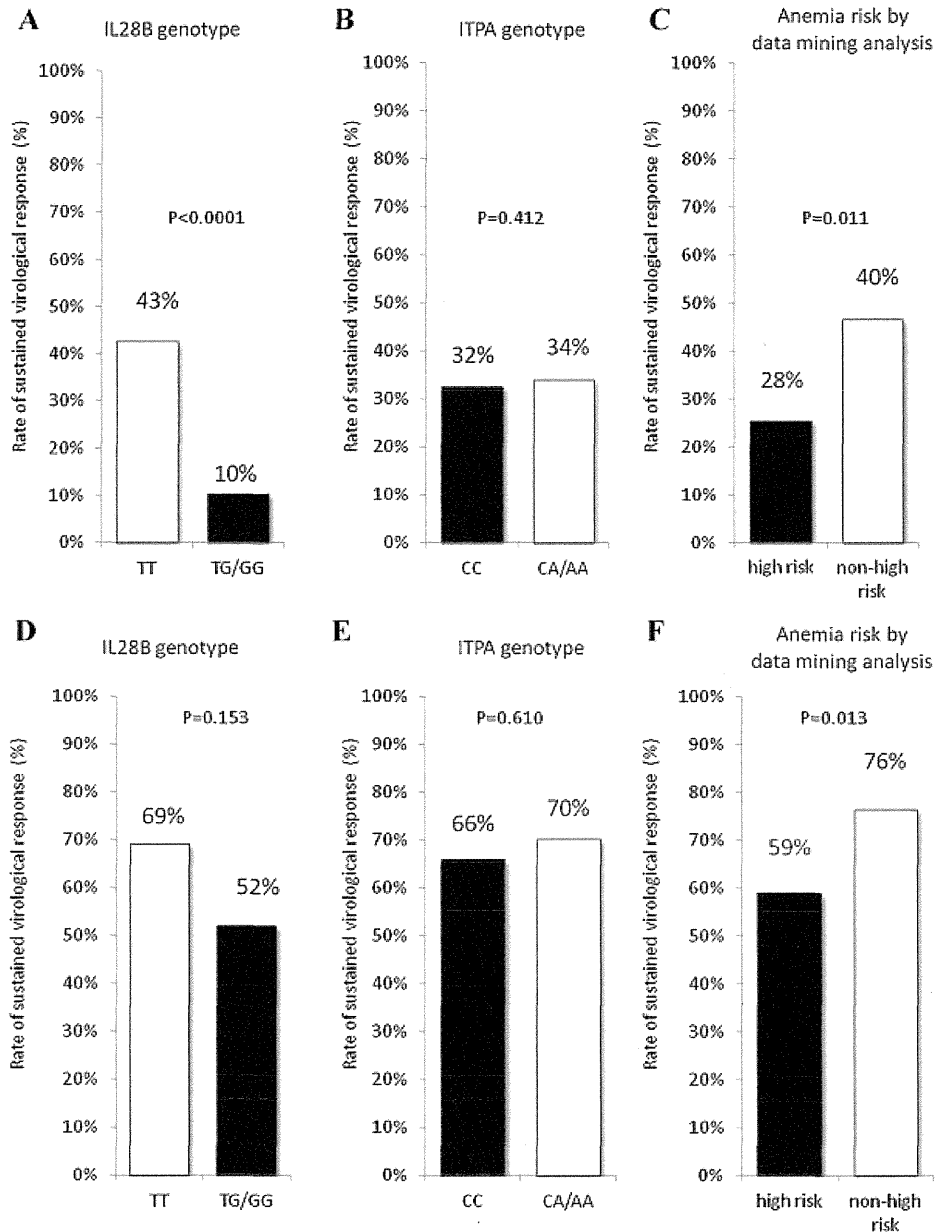 A
IL28B genotype
Rate of sustained virological response (%)
100%
90%
80%
70%
60%
50%
40%
30%
20%
10%
0%
P<0.0001
43%
10%
TT
TG/GG
B
ITPA genotype
Rate of sustained virological response (%)
100%
90%
80%
70%
60%
50%
40%
30%
20%
10%
0%
P=0.412
32%
34%
CC
CA/AA
C
Anemia risk by
data mining analysis
Rate of sustained virological response (%)
100%
90%
80%
70%
60%
50%
40%
30%
20%
10%
0%
P=0.011
28%
40%
high risk
non-high
risk
D
IL28B genotype
Rate of sustained virological response (%)
100%
90%
80%
70%
60%
50%
40%
30%
20%
10%
0%
P=0.153
69%
52%
TT
TG/GG
E
ITPA genotype
Rate of sustained virological response (%)
100%
90%
80%
70%
60%
50%
40%
30%
20%
10%
0%
P=0.610
66%
70%
CC
CA/AA
F
Anemia risk by
data mining analysis
Rate of sustained virological response (%)
100%
90%
80%
70%
60%
50%
40%
30%
20%
10%
0%
P=0.013
59%
76%
high risk
non-high
risk